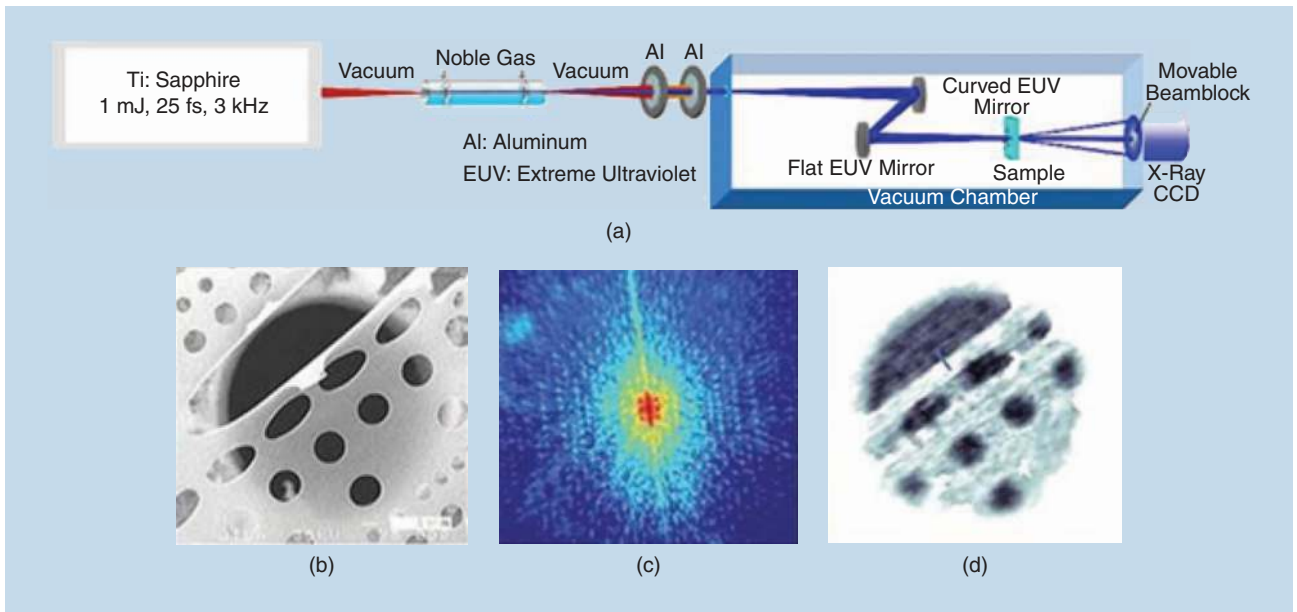 Ti: Sapphire
1 mJ, 25 fs, 3 kHz
Vacuum
Noble Gas
Vacuum
Al
Al
Al: Aluminum
EUV: Extreme Ultraviolet
Curved EUV
Mirror
Flat EUV Mirror
Sample
Vacuum Chamber
Movable
Beamblock
X-Ray
CCD
(a)
(b)
(c)
(d)